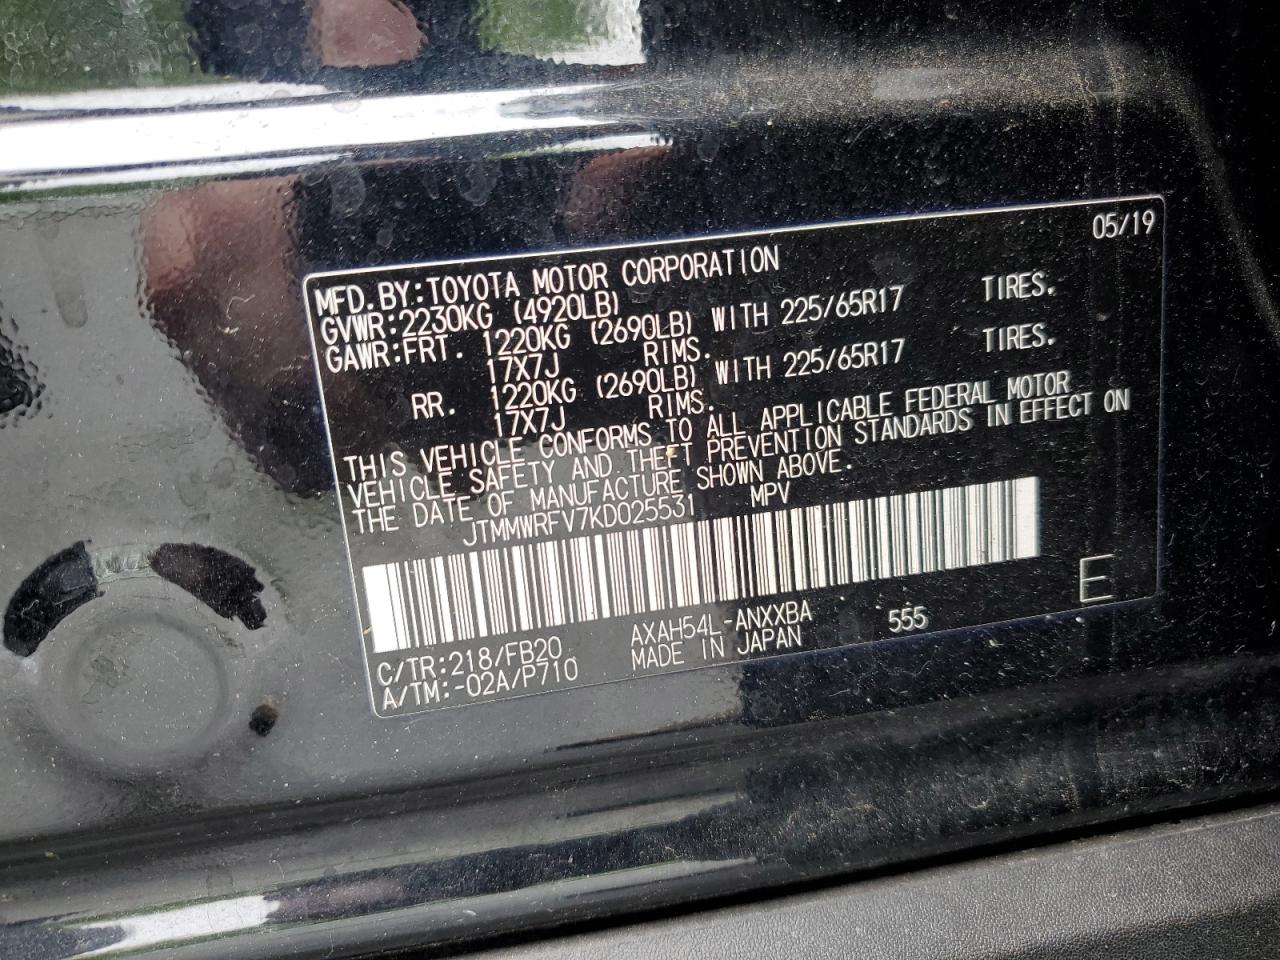 05/19
MFD.BY:TOYOTA MOTOR CORPORATION
GVWR:2230KG (4920LB)
GAWR:FRT. 1220KG (2690LB) WITH 225/65R17 TIRES.
17X7J RIMS.
RR. 1220KG (2690LB) WITH 225/65R17 TIRES.
17X7J RIMS.
THIS VEHICLE CONFORMS TO ALL APPLICABLE FEDERAL MOTOR
VEHICLE SAFETY AND THEFT PREVENTION STANDARDS IN EFFECT ON
THE DATE OF MANUFACTURE SHOWN ABOVE.
JTMMWRFV7KD025531 MPV
C/TR:218/FB20 AXAH54L-ANXXBA 555 E
A/TM:-02A/P710 MADE IN JAPAN